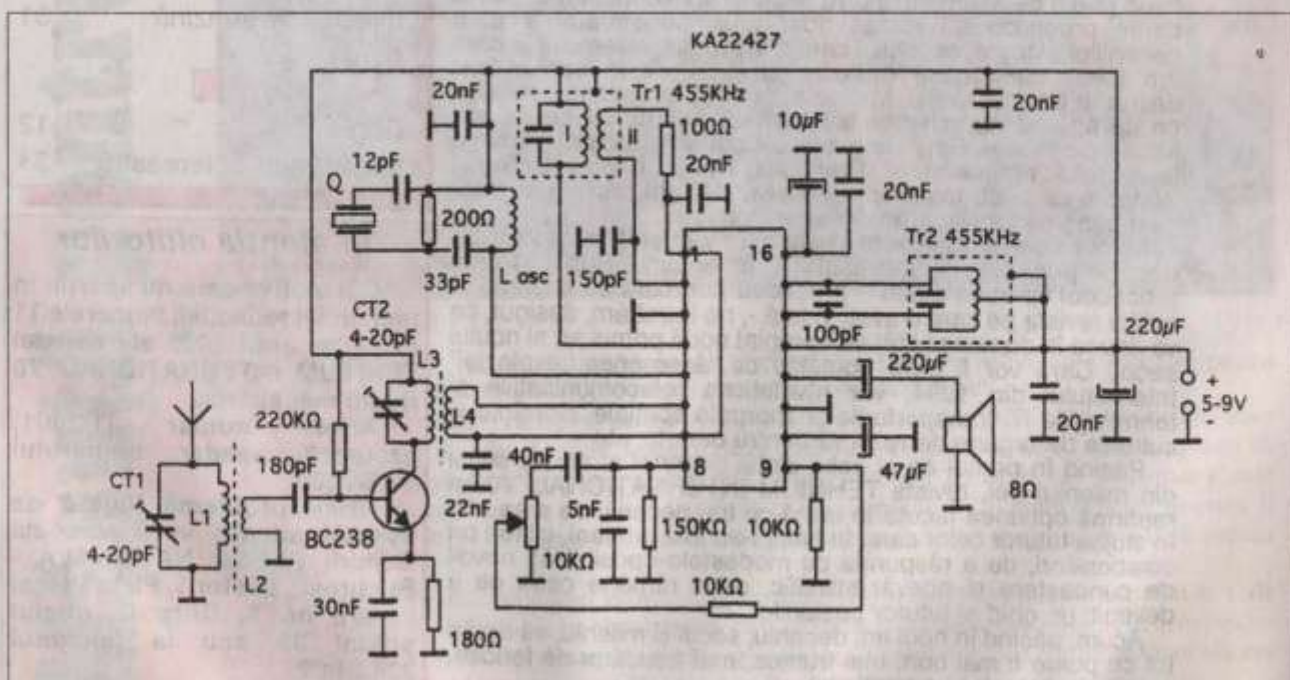 KA22427
20nF
Tr1 455KHz
20nF
I
II
100Ω
10µF
12pF
20nF
Q
20nF
200Ω
Tr2 455KHz
1
16
33pF
L osc
150pF
CT2
4-20pF
100pF
220µF
L3
220µF
+
5-9V
-
L4
220KΩ
20nF
180pF
40nF
8
9
47µF
CT1
8Ω
L1
22nF
5nF
4-20pF
BC238
150KΩ
10KΩ
L2
10KΩ
10KΩ
30nF
180Ω